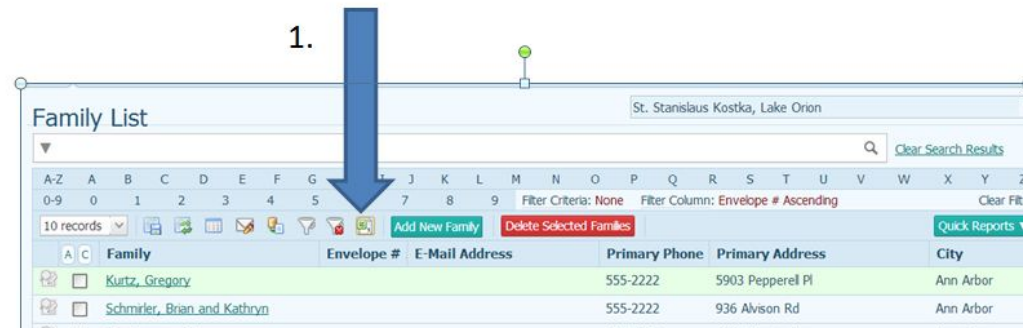 1.
Family List St. Stanislaus Kostka, Lake Orion
Clear Search Results
A-Z A B C D E F G I J K L M N O P Q R S T U V W X Y Z
0-9 0 1 2 3 4 5 7 8 9 Filter Criteria: None Filter Column: Envelope # Ascending Clear Filt
10 records Add New Family Delete Selected Families Quick Reports
A C Family Envelope # E-Mail Address Primary Phone Primary Address City
Kurtz, Gregory 555-2222 5903 Pepperell Pl Ann Arbor
Schmirler, Brian and Kathryn 555-2222 936 Alvison Rd Ann Arbor